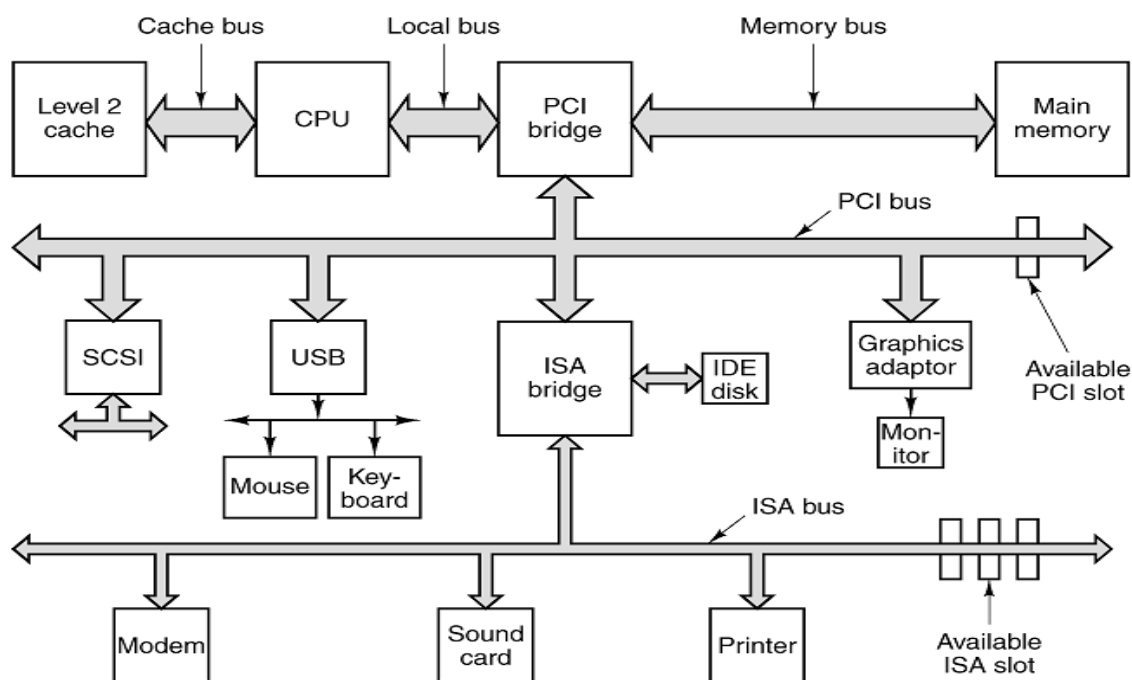 Cache bus
Local bus
Memory bus
Level 2
cache
CPU
PCI
bridge
Main
memory
PCI bus
SCSI
USB
ISA
bridge
IDE
disk
Graphics
adaptor
Available
PCI slot
Mon-
itor
Mouse
Key-
board
ISA bus
Modem
Sound
card
Printer
Available
ISA slot